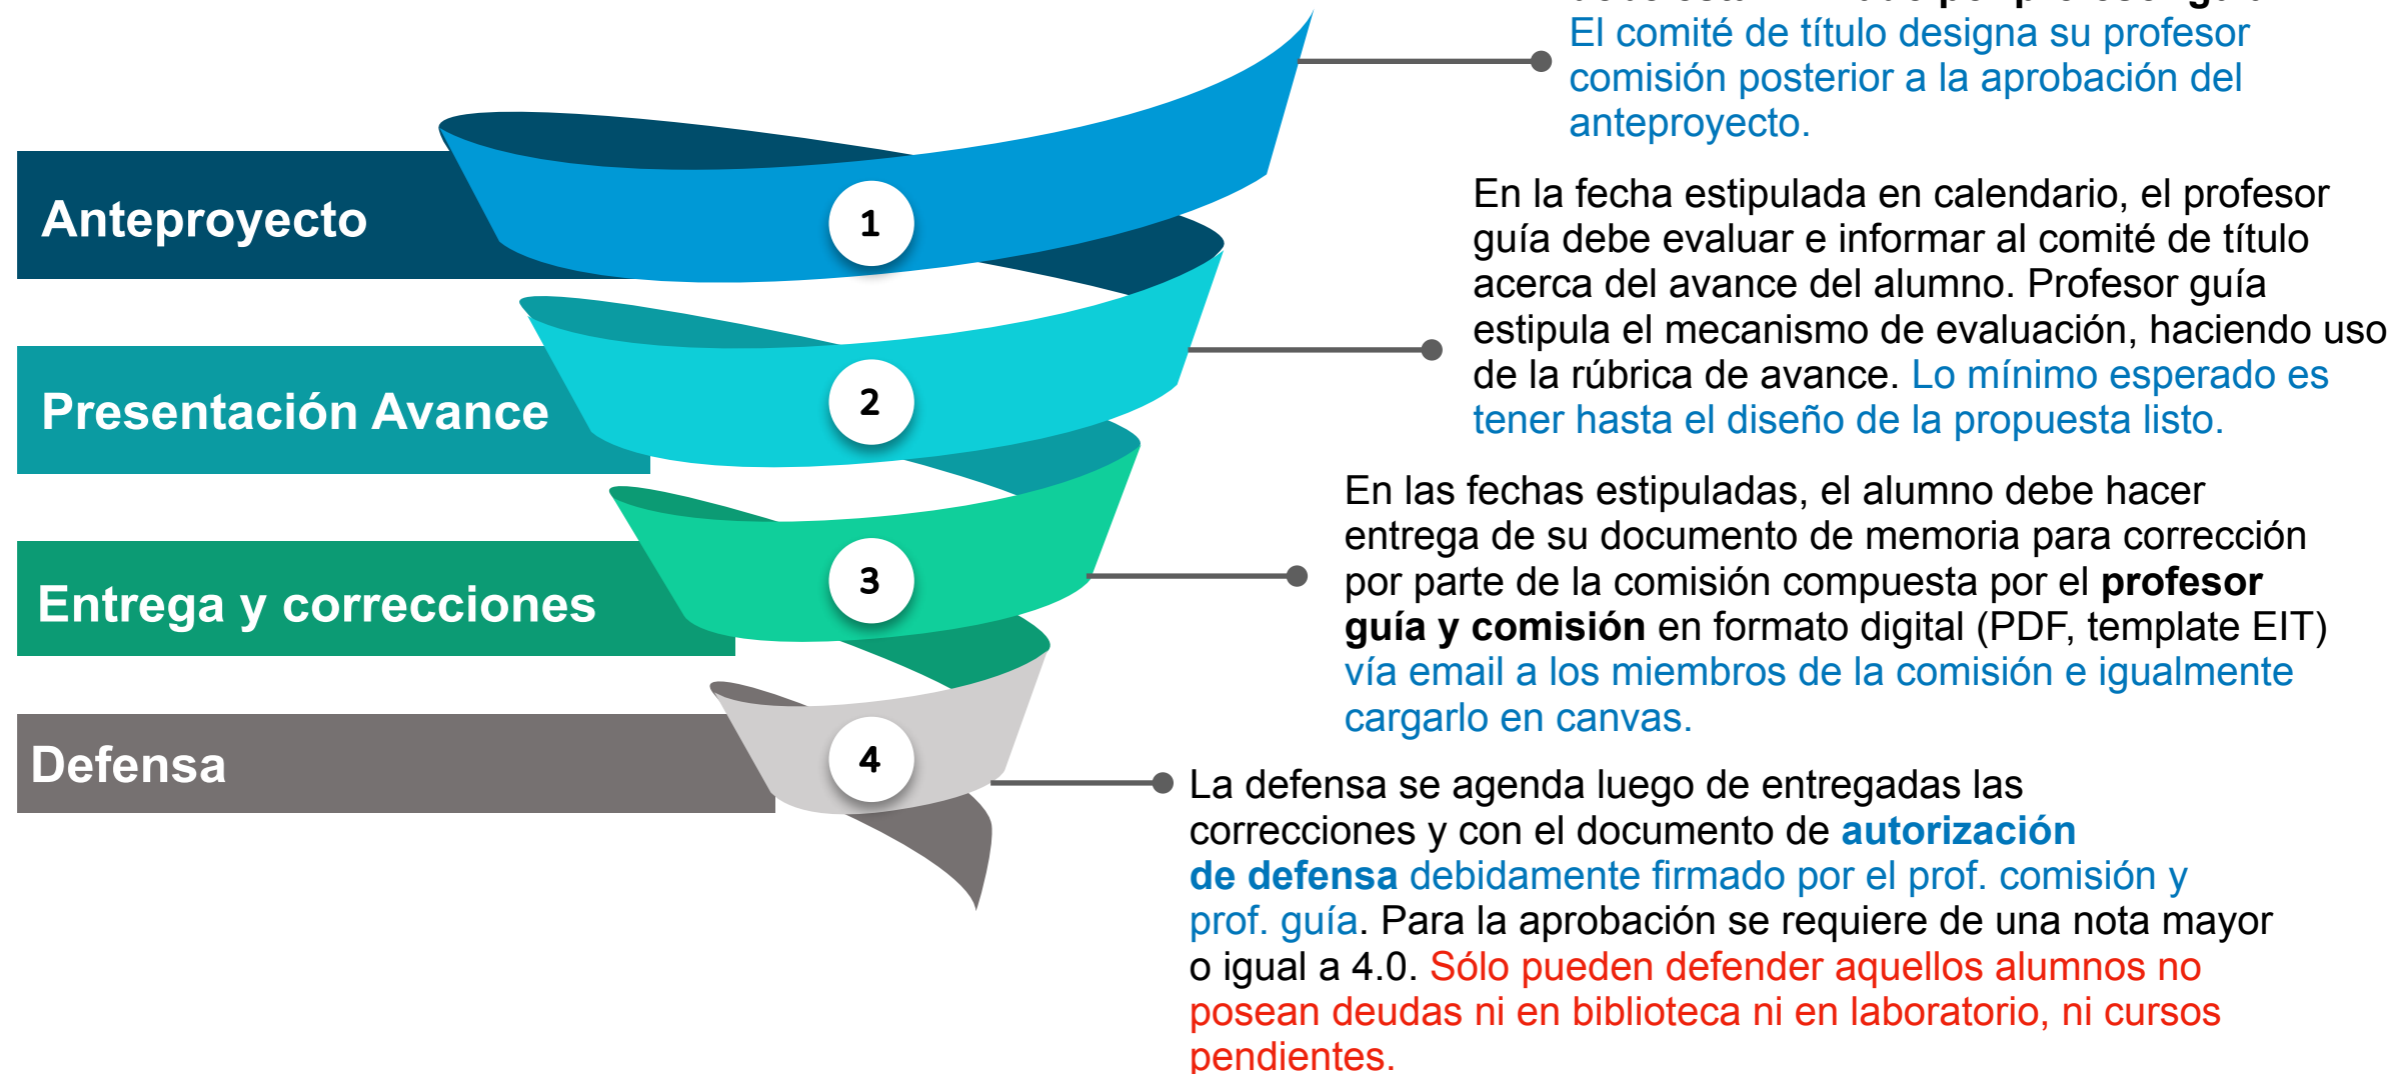 El comité de título designa su profesor
comisión posterior a la aprobación del
anteproyecto.
Anteproyecto
1
En la fecha estipulada en calendario, el profesor
guía debe evaluar e informar al comité de título
acerca del avance del alumno. Profesor guía
estipula el mecanismo de evaluación, haciendo uso
de la rúbrica de avance. Lo mínimo esperado es
tener hasta el diseño de la propuesta listo.
Presentación Avance
2
En las fechas estipuladas, el alumno debe hacer
entrega de su documento de memoria para corrección
por parte de la comisión compuesta por el profesor
guía y comisión en formato digital (PDF, template EIT)
vía email a los miembros de la comisión e igualmente
cargarlo en canvas.
Entrega y correcciones
3
Defensa
4
La defensa se agenda luego de entregadas las
correcciones y con el documento de autorización
de defensa debidamente firmado por el prof. comisión y
prof. guía. Para la aprobación se requiere de una nota mayor
o igual a 4.0. Sólo pueden defender aquellos alumnos no
posean deudas ni en biblioteca ni en laboratorio, ni cursos
pendientes.